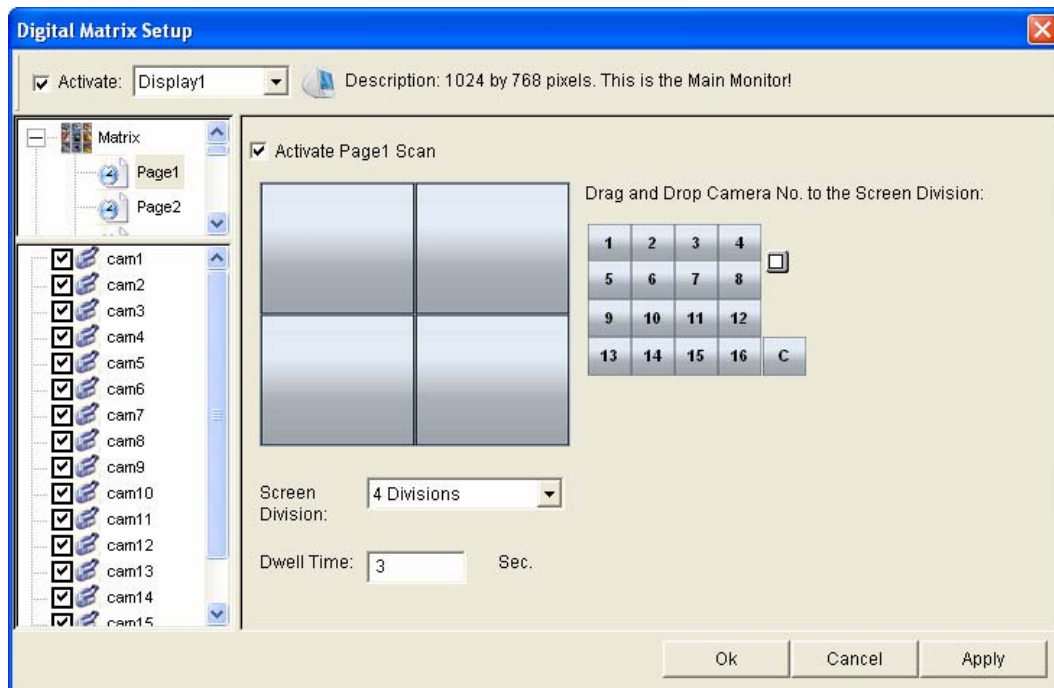 Digital Matrix Setup
Activate: Display1 Description: 1024 by 768 pixels. This is the Main Monitor!
Matrix
Page1
Page2
cam1
cam2
cam3
cam4
cam5
cam6
cam7
cam8
cam9
cam10
cam11
cam12
cam13
cam14
cam15
Activate Page1 Scan
Drag and Drop Camera No. to the Screen Division:
1 2 3 4
5 6 7 8
9 10 11 12
13 14 15 16 C
Screen Division: 4 Divisions
Dwell Time: 3 Sec.
Ok Cancel Apply